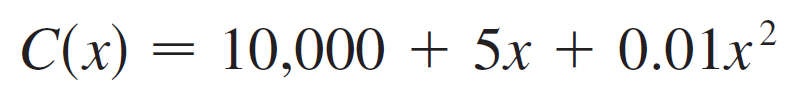 C(x) = 10,000 + 5x + 0.01x²